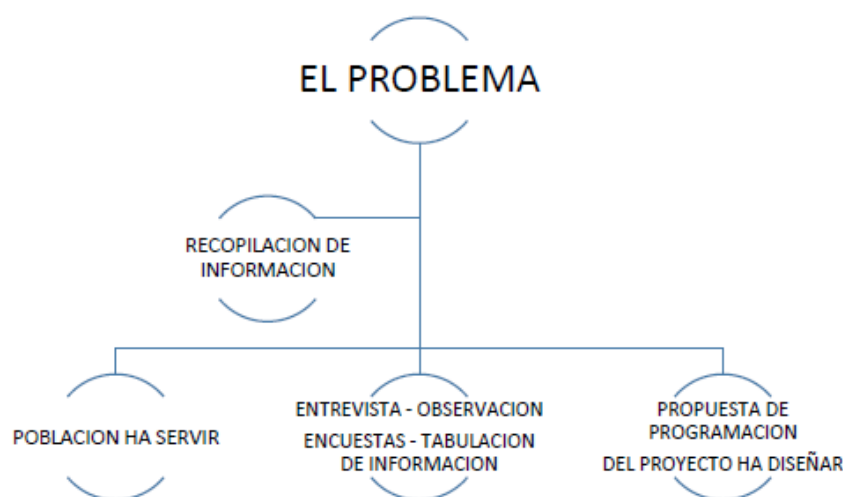 EL PROBLEMA
RECOPILACION DE
INFORMACION
POBLACION HA SERVIR
ENTREVISTA - OBSERVACION
ENCUESTAS - TABULACION
DE INFORMACION
PROPUESTA DE
PROGRAMACION
DEL PROYECTO HA DISEÑAR